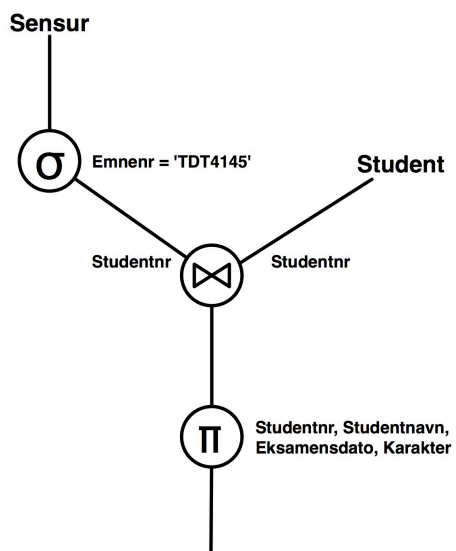 Sensur
σ
Emnenr = 'TDT4145'
Student
Studentnr
⋈
Studentnr
π
Studentnr, Studentnavn,
Eksamensdato, Karakter